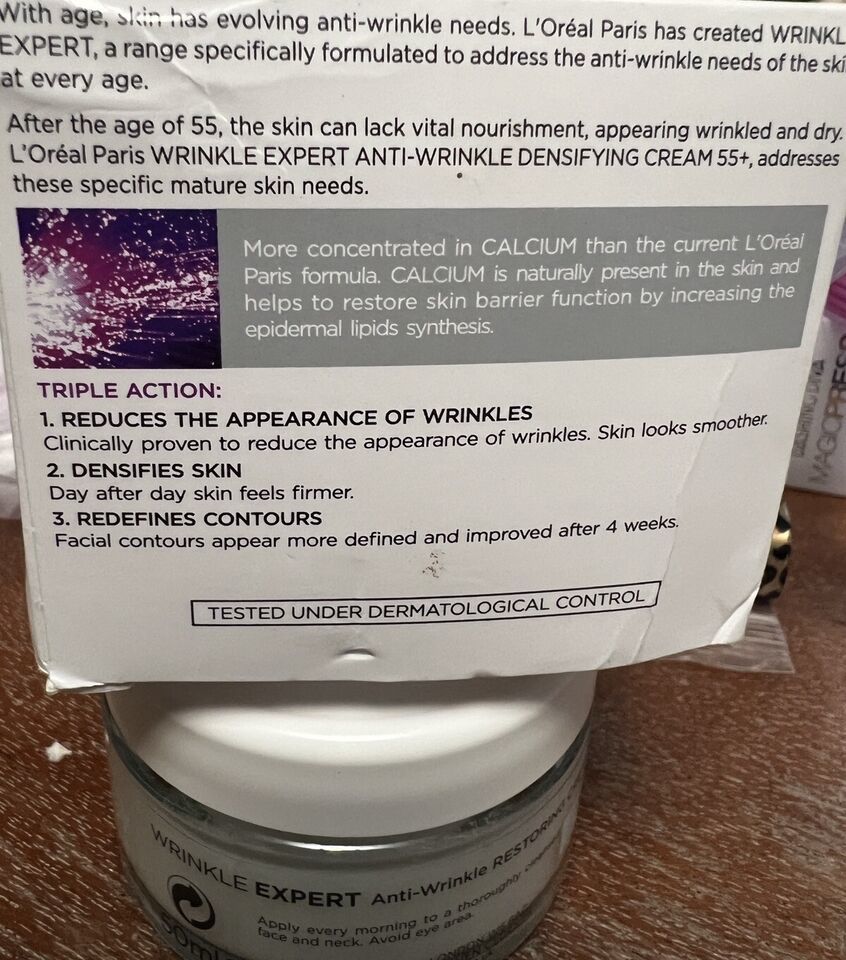 With age, skin has evolving anti-wrinkle needs. L'Oréal Paris has created WRINKL
EXPERT, a range specifically formulated to address the anti-wrinkle needs of the ski
at every age.
After the age of 55, the skin can lack vital nourishment, appearing wrinkled and dry.
L'Oréal Paris WRINKLE EXPERT ANTI-WRINKLE DENSIFYING CREAM 55+, addresses
these specific mature skin needs.
More concentrated in CALCIUM than the current L'Oréal
Paris formula. CALCIUM is naturally present in the skin and
helps to restore skin barrier function by increasing the
epidermal lipids synthesis.
TRIPLE ACTION:
1. REDUCES THE APPEARANCE OF WRINKLES
Clinically proven to reduce the appearance of wrinkles. Skin looks smoother.
2. DENSIFIES SKIN
Day after day skin feels firmer.
3. REDEFINES CONTOURS
Facial contours appear more defined and improved after 4 weeks.
TESTED UNDER DERMATOLOGICAL CONTROL
WRINKLE EXPERT Anti-Wrinkle RESTORING
Apply every morning to a thoroughly
face and neck. Avoid eye area.
50ml